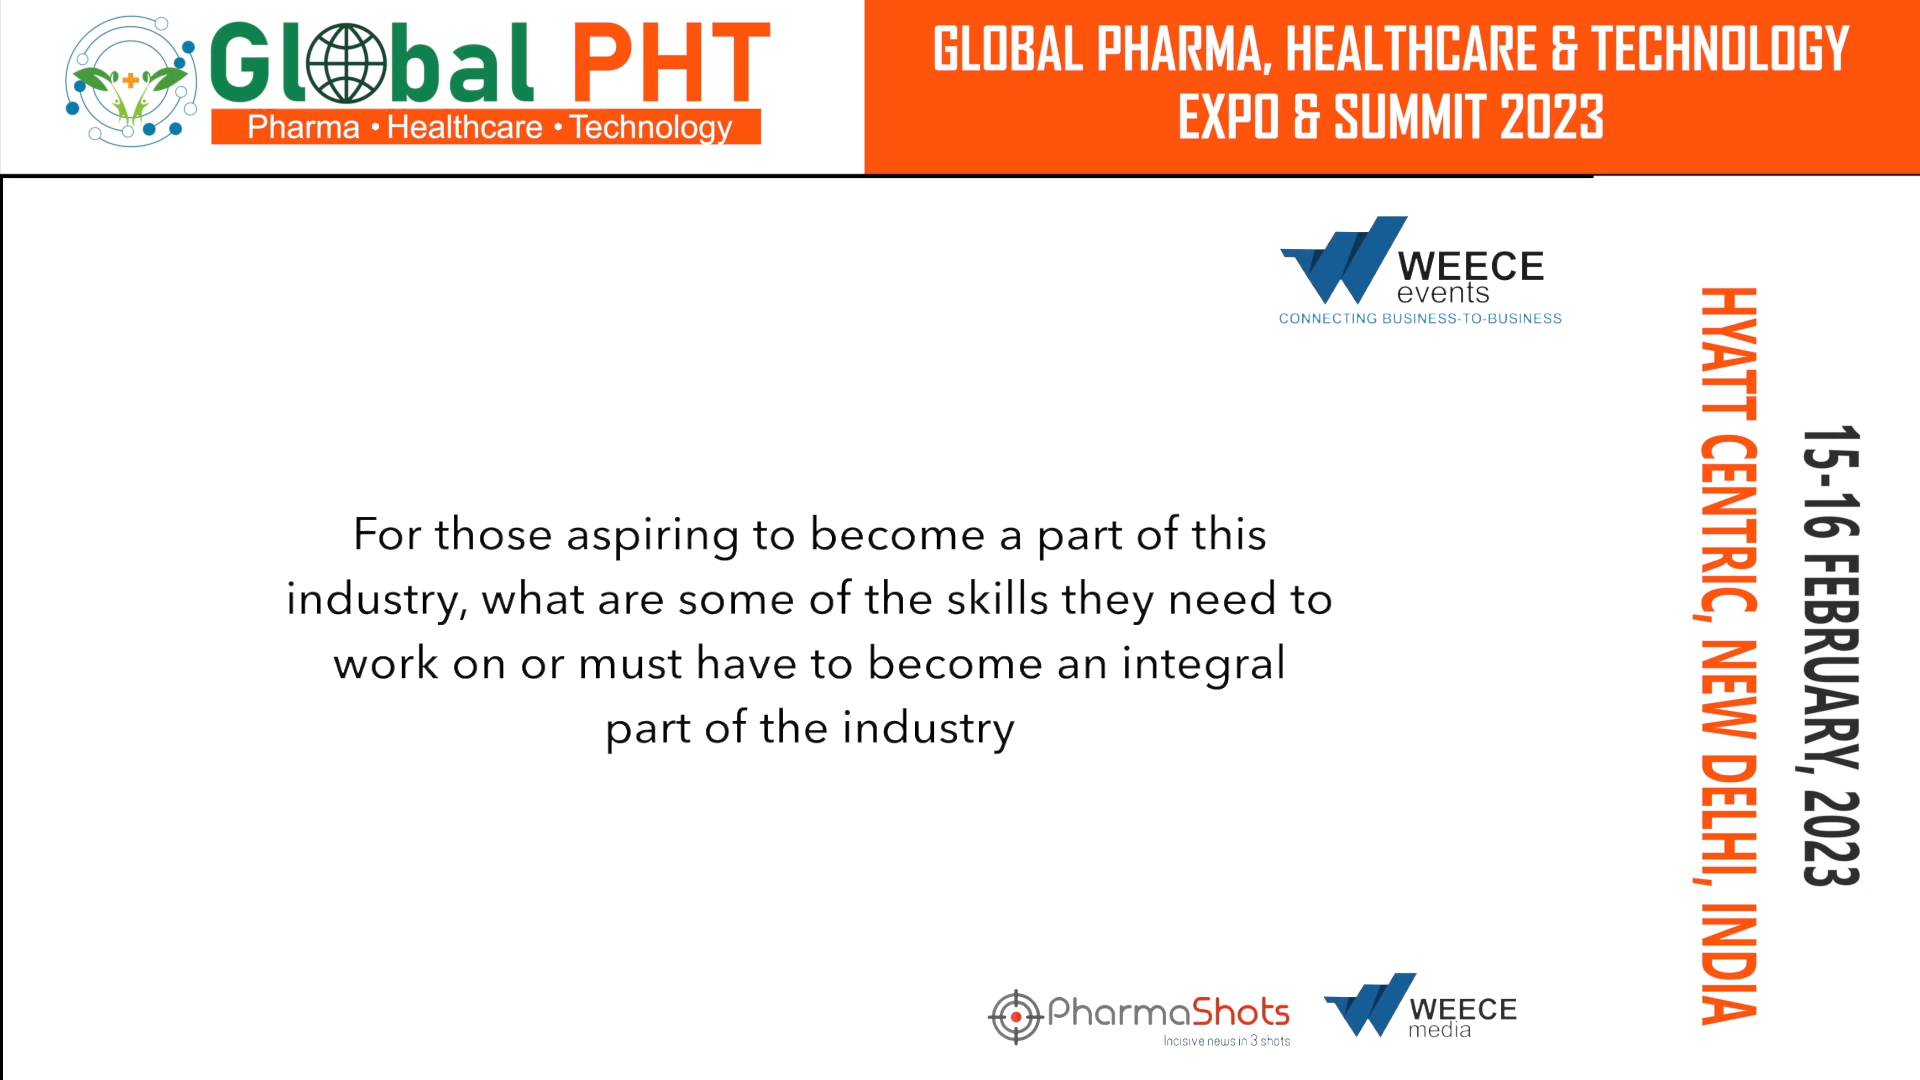 Global PHT
Pharma • Healthcare • Technology
GLOBAL PHARMA, HEALTHCARE & TECHNOLOGY
EXPO & SUMMIT 2023
WEECE
events
CONNECTING BUSINESS-TO-BUSINESS
For those aspiring to become a part of this
industry, what are some of the skills they need to
work on or must have to become an integral
part of the industry
HYATT CENTRIC, NEW DELHI, INDIA
15-16 FEBRUARY, 2023
PharmaShots
Incisive news in 3 shots
WEECE
media